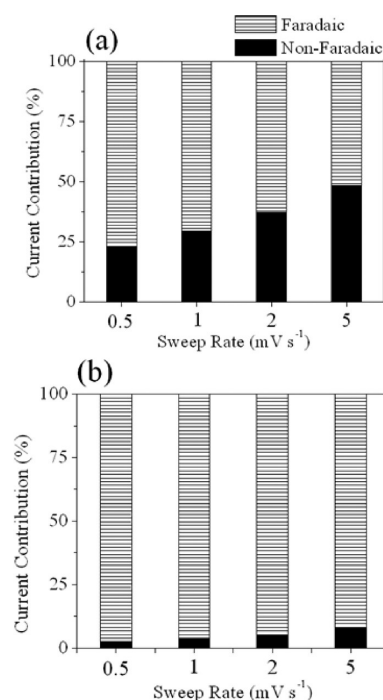 Faradaic
Non-Faradaic
(a)
100
75
50
25
0
Current Contribution (%)
0.5 1 2 5
Sweep Rate (mV s⁻¹)
(b)
100
75
50
25
0
Current Contribution (%)
0.5 1 2 5
Sweep Rate (mV s⁻¹)